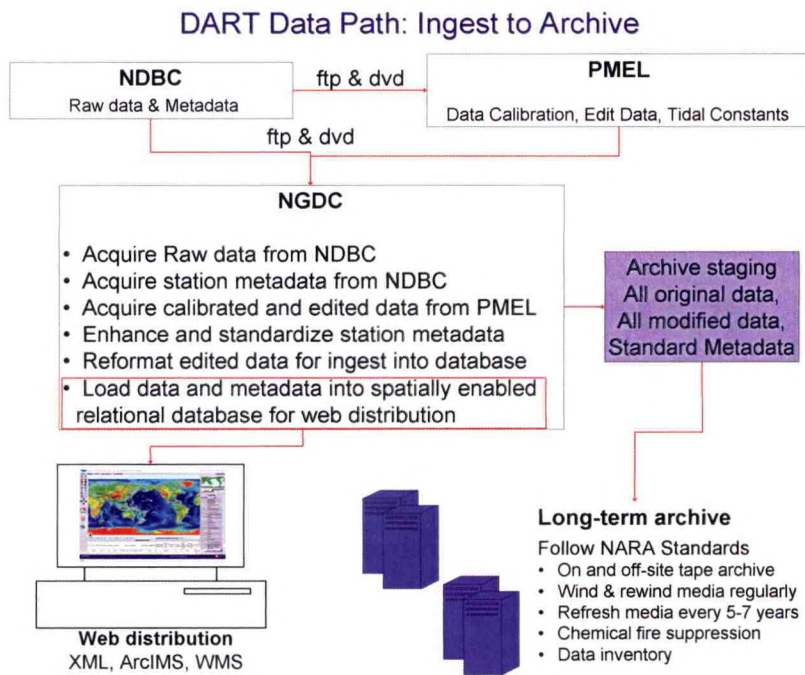 DART Data Path: Ingest to Archive
NDBC
Raw data & Metadata
ftp & dvd
PMEL
Data Calibration, Edit Data, Tidal Constants
ftp & dvd
NGDC
• Acquire Raw data from NDBC
• Acquire station metadata from NDBC
• Acquire calibrated and edited data from PMEL
• Enhance and standardize station metadata
• Reformat edited data for ingest into database
• Load data and metadata into spatially enabled
relational database for web distribution
Archive staging
All original data,
All modified data,
Standard Metadata
Web distribution
XML, ArcIMS, WMS
Long-term archive
Follow NARA Standards
• On and off-site tape archive
• Wind & rewind media regularly
• Refresh media every 5-7 years
• Chemical fire suppression
• Data inventory